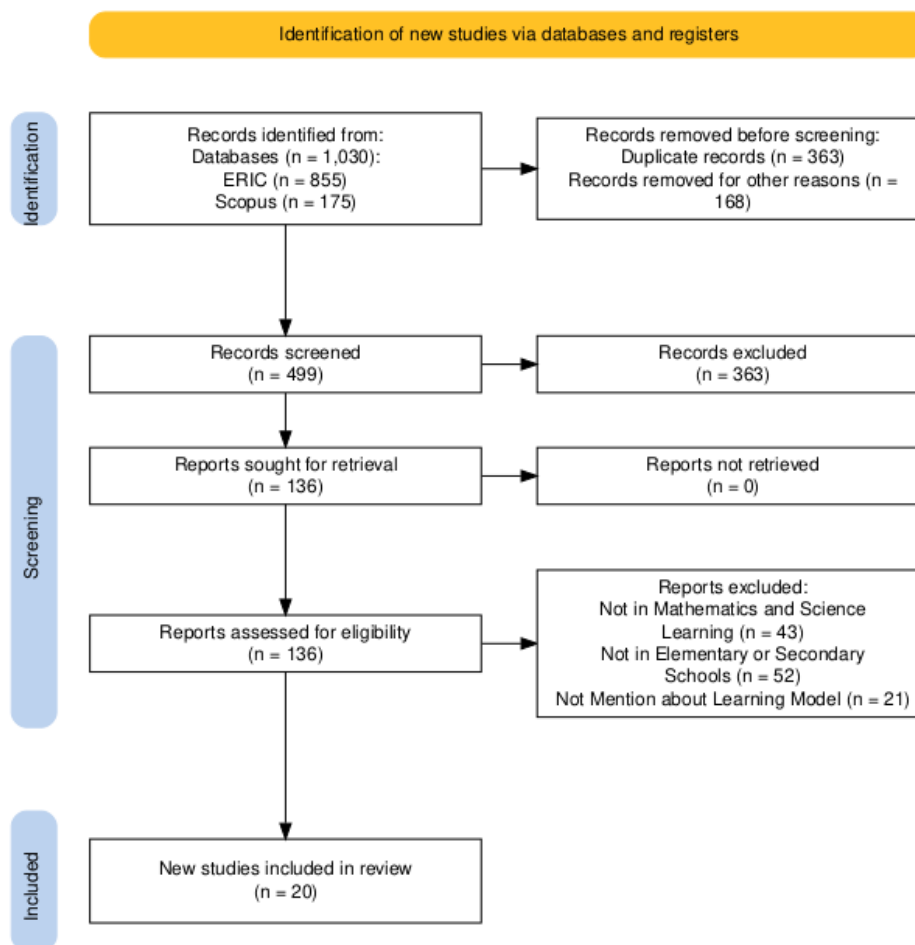 Identification of new studies via databases and registers
Identification
Records identified from:
Databases (n = 1,030):
ERIC (n = 855)
Scopus (n = 175)
Records removed before screening:
Duplicate records (n = 363)
Records removed for other reasons (n =
168)
Screening
Records screened
(n = 499)
Records excluded
(n = 363)
Reports sought for retrieval
(n = 136)
Reports not retrieved
(n = 0)
Reports assessed for eligibility
(n = 136)
Reports excluded:
Not in Mathematics and Science
Learning (n = 43)
Not in Elementary or Secondary
Schools (n = 52)
Not Mention about Learning Model (n = 21)
Included
New studies included in review
(n = 20)